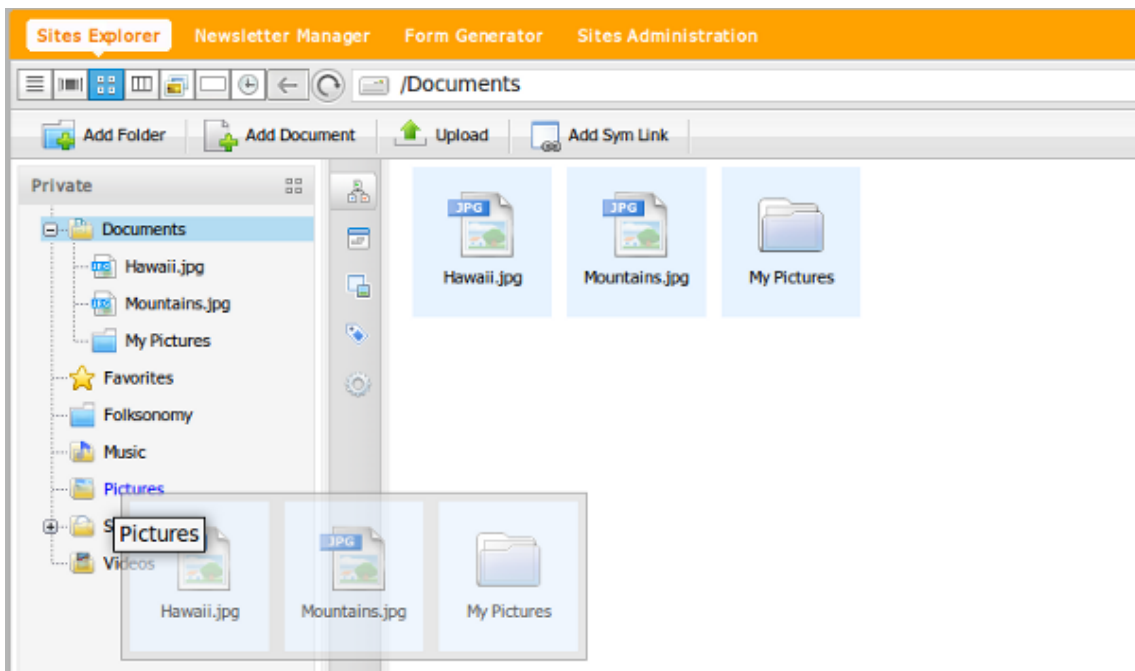 Sites Explorer Newsletter Manager Form Generator Sites Administration
/Documents
Add Folder Add Document Upload Add Sym Link
Private
Documents
Hawaii.jpg
Mountains.jpg
My Pictures
Favorites
Folksonomy
Music
Pictures
S
Pictures
Videos
JPG
Hawaii.jpg
JPG
Mountains.jpg
My Pictures
Hawaii.jpg
JPG
Mountains.jpg
My Pictures